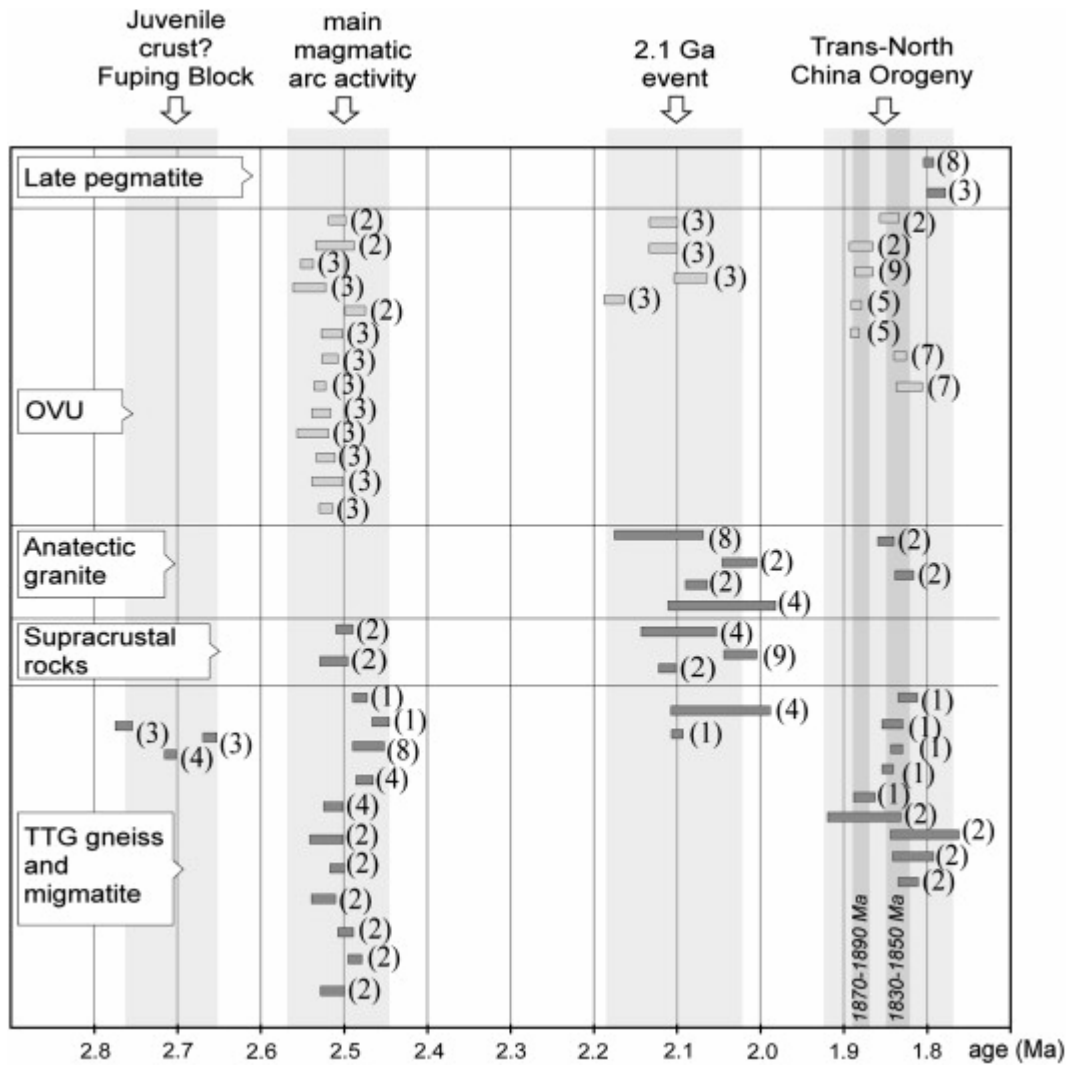 Juvenile
crust?
Fuping Block
main
magmatic
arc activity
2.1 Ga
event
Trans-North
China Orogeny
Late pegmatite
(8)
(3)
OVU
(2)
(2)
(3)
(3)
(2)
(3)
(3)
(3)
(3)
(3)
(3)
(3)
(3)
(3)
(3)
(3)
(3)
(2)
(2)
(9)
(5)
(5)
(7)
(7)
Anatectic
granite
(8)
(2)
(2)
(4)
(2)
(2)
Supracrustal
rocks
(2)
(2)
(4)
(9)
(2)
TTG gneiss
and
migmatite
(3)
(3)
(4)
(1)
(1)
(8)
(4)
(4)
(2)
(2)
(2)
(2)
(2)
(2)
(4)
(1)
(1)
(1)
(1)
(1)
(1)
(2)
(2)
(2)
(2)
1870-1890 Ma
1830-1850 Ma
2.8 2.7 2.6 2.5 2.4 2.3 2.2 2.1 2.0 1.9 1.8 age (Ma)